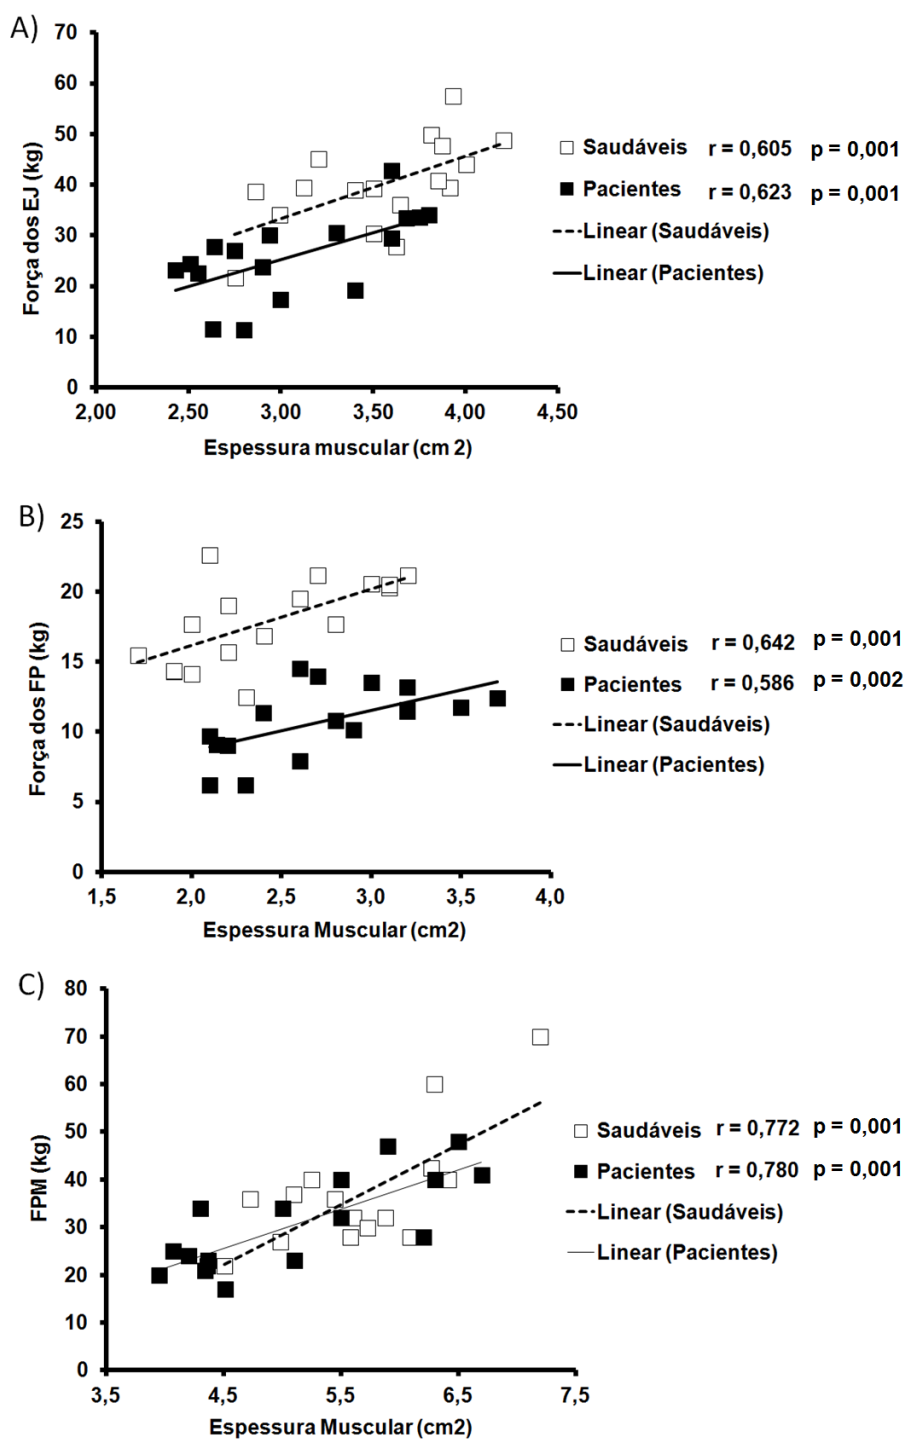 A)
70
60
50
40
30
20
10
0
Força dos EJ (kg)
2,00 2,50 3,00 3,50 4,00 4,50
Espessura muscular (cm 2)
Saudáveis r = 0,605 p = 0,001
Pacientes r = 0,623 p = 0,001
Linear (Saudáveis)
Linear (Pacientes)
B)
25
20
15
10
5
0
Força dos FP (kg)
1,5 2,0 2,5 3,0 3,5 4,0
Espessura Muscular (cm2)
Saudáveis r = 0,642 p = 0,001
Pacientes r = 0,586 p = 0,002
Linear (Saudáveis)
Linear (Pacientes)
C)
80
70
60
50
40
30
20
10
0
FPM (kg)
3,5 4,5 5,5 6,5 7,5
Espessura Muscular (cm2)
Saudáveis r = 0,772 p = 0,001
Pacientes r = 0,780 p = 0,001
Linear (Saudáveis)
Linear (Pacientes)